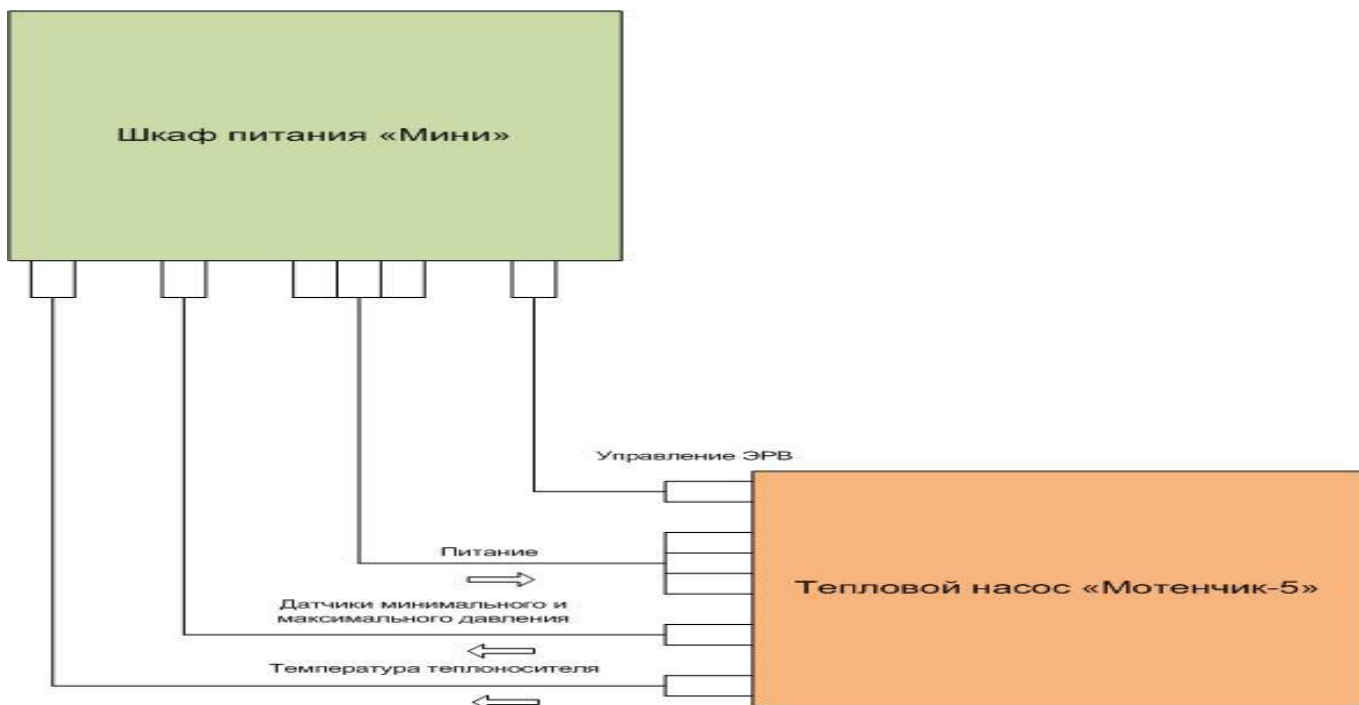 Шкаф питания «Мини»
Управление ЭРВ
Питание
Тепловой насос «Мотенчик-5»
Датчики минимального и
максимального давления
Температура теплоносителя